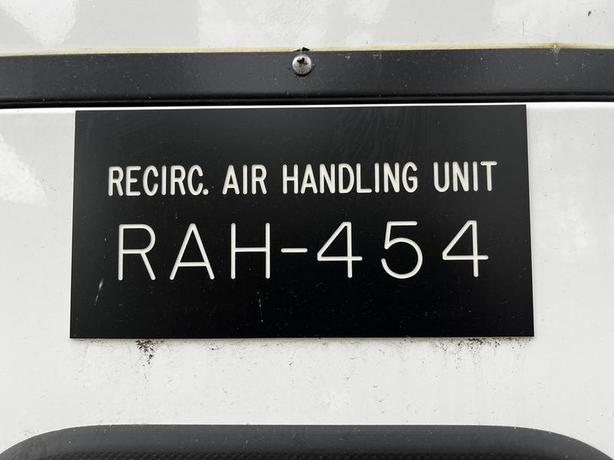 RECIRC. AIR HANDLING UNIT
RAH-454